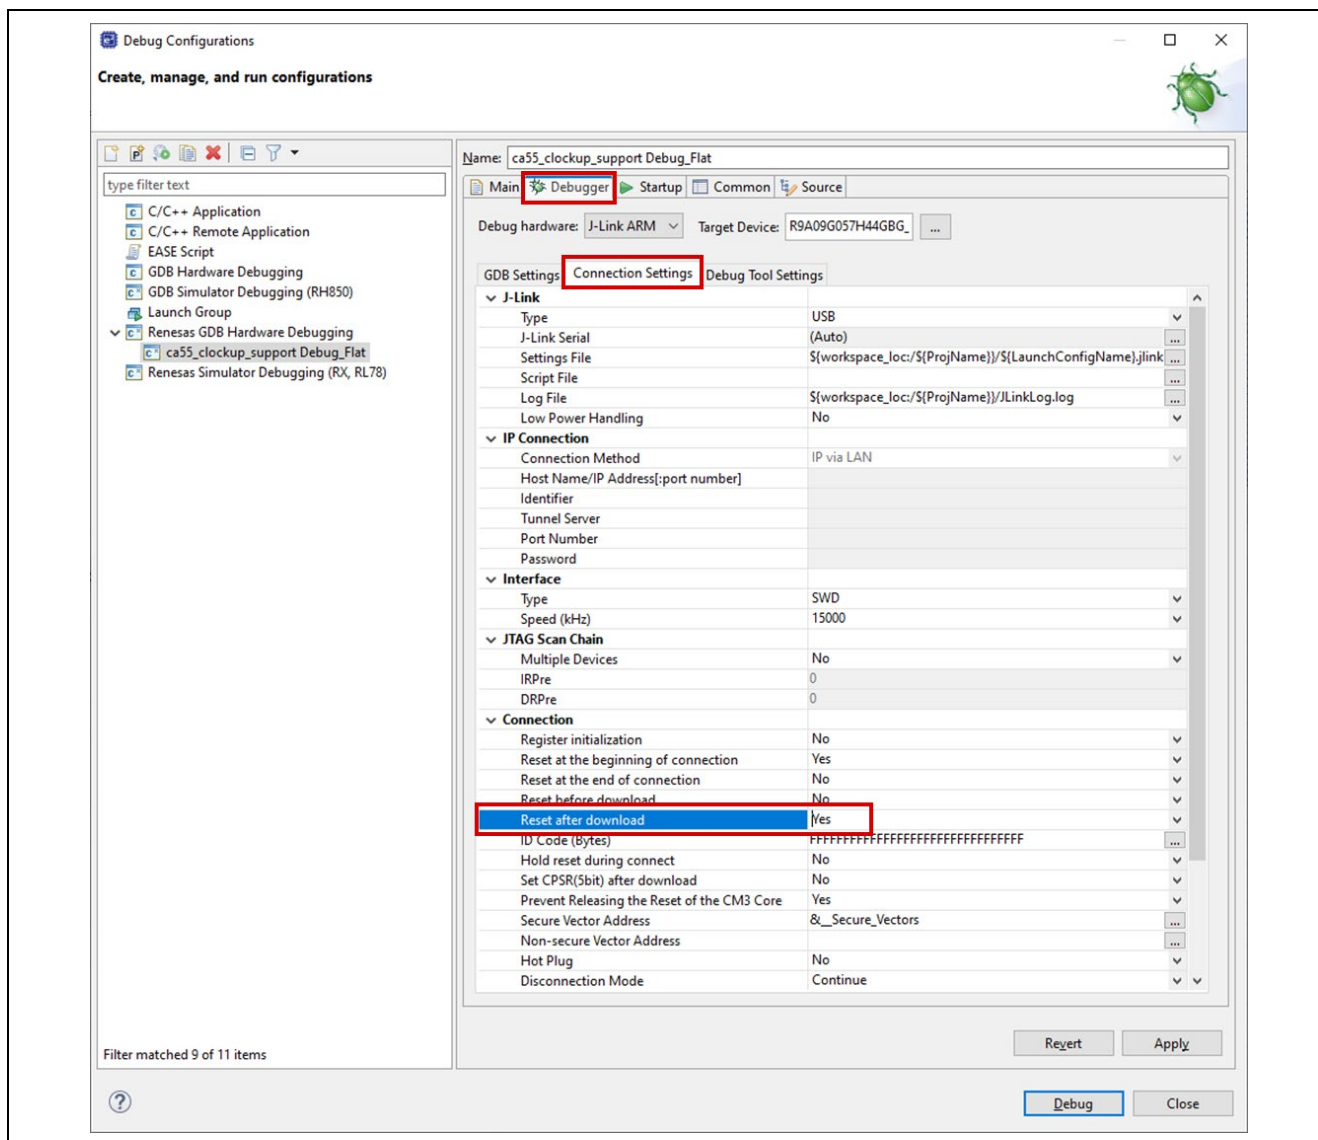 Debug Configurations
Create, manage, and run configurations
type filter text
C/C++ Application
C/C++ Remote Application
EASE Script
GDB Hardware Debugging
GDB Simulator Debugging (RH850)
Launch Group
Renesas GDB Hardware Debugging
ca55_clockup_support Debug_Flat
Renesas Simulator Debugging (RX, RL78)
Filter matched 9 of 11 items
Name: ca55_clockup_support Debug_Flat
Main Debugger Startup Common Source
Debug hardware: J-Link ARM Target Device: R9A09G057H44GBG_ ...
GDB Settings Connection Settings Debug Tool Settings
J-Link
Type USB
J-Link Serial (Auto) ...
Settings File ${workspace_loc:/${ProjName}}/${LaunchConfigName}.jlink ...
Script File ...
Log File ${workspace_loc:/${ProjName}}/JLinkLog.log ...
Low Power Handling No
IP Connection
Connection Method IP via LAN
Host Name/IP Address[:port number]
Identifier
Tunnel Server
Port Number
Password
Interface
Type SWD
Speed (kHz) 15000
JTAG Scan Chain
Multiple Devices No
IRPre 0
DRPre 0
Connection
Register initialization No
Reset at the beginning of connection Yes
Reset at the end of connection No
Reset before download No
Reset after download Yes
ID Code (Bytes) FFFFFFFFFFFFFFFFFFFFFFFFFFFFFFFF ...
Hold reset during connect No
Set CPSR(5bit) after download No
Prevent Releasing the Reset of the CM3 Core Yes
Secure Vector Address &__Secure_Vectors ...
Non-secure Vector Address ...
Hot Plug No
Disconnection Mode Continue
Revert Apply
Debug Close